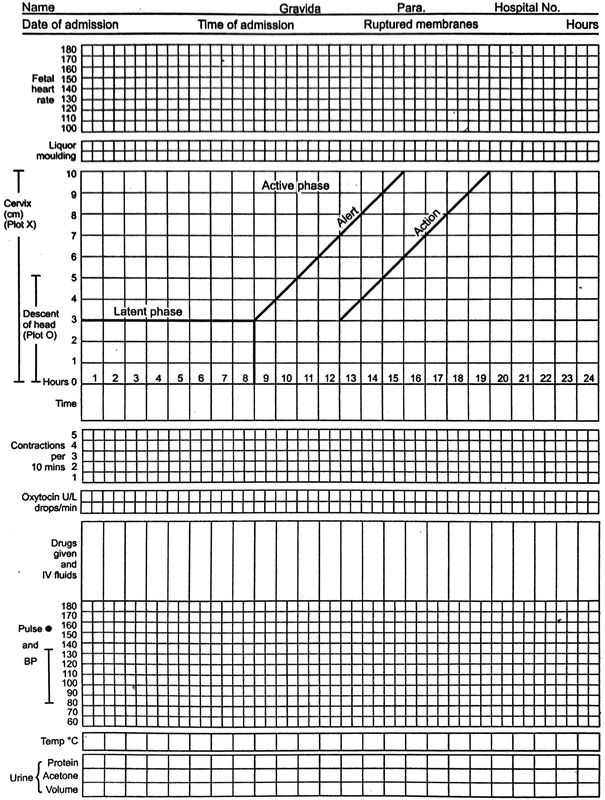 Name Gravida Para. Hospital No.
Date of admission Time of admission Ruptured membranes Hours
180
170
Fetal 160
heart 150
rate 140
130
120
110
100
Liquor
moulding
10
9
8
7
6
5
4
3
2
1
Cervix
(cm)
(Plot X)
Descent
of head
(Plot O)
Active phase
Alert
Action
Latent phase
Hours 0 1 2 3 4 5 6 7 8 9 10 11 12 13 14 15 16 17 18 19 20 21 22 23 24
Time
5
Contractions 4
per 3
10 mins 2
1
Oxytocin U/L
drops/min
Drugs
given
and
IV fluids
180
170
Pulse 160
150
and 140
130
BP 120
110
100
90
80
70
60
Temp °C
Protein
Urine Acetone
Volume